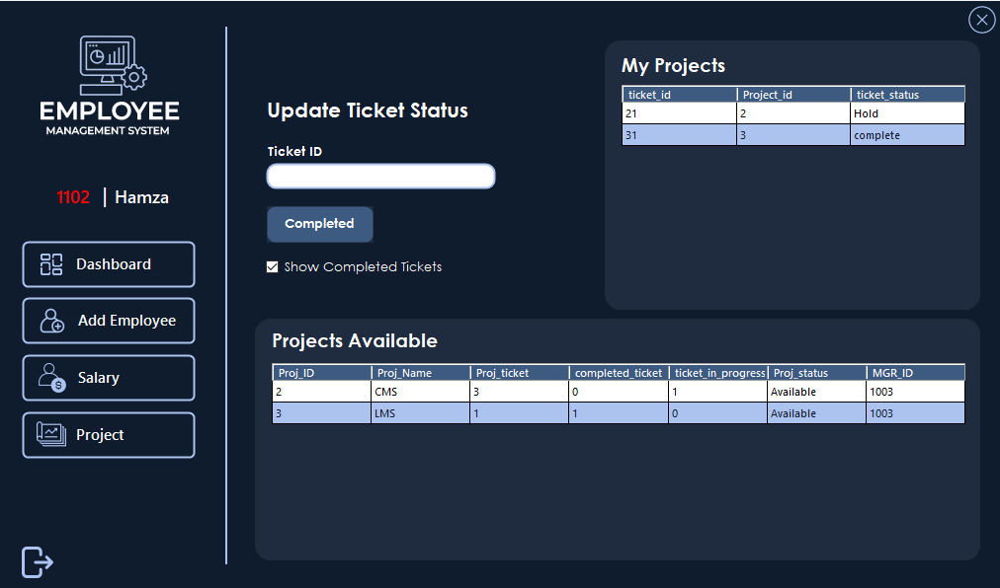 EMPLOYEE
MANAGEMENT SYSTEM
1102 | Hamza
Dashboard
Add Employee
Salary
Project
Update Ticket Status
Ticket ID
Completed
Show Completed Tickets
My Projects
ticket_id Project_id ticket_status
21 2 Hold
31 3 complete
Projects Available
Proj_ID Proj_Name Proj_ticket completed_ticket ticket_in_progress Proj_status MGR_ID
2 CMS 3 0 1 Available 1003
3 LMS 1 1 0 Available 1003